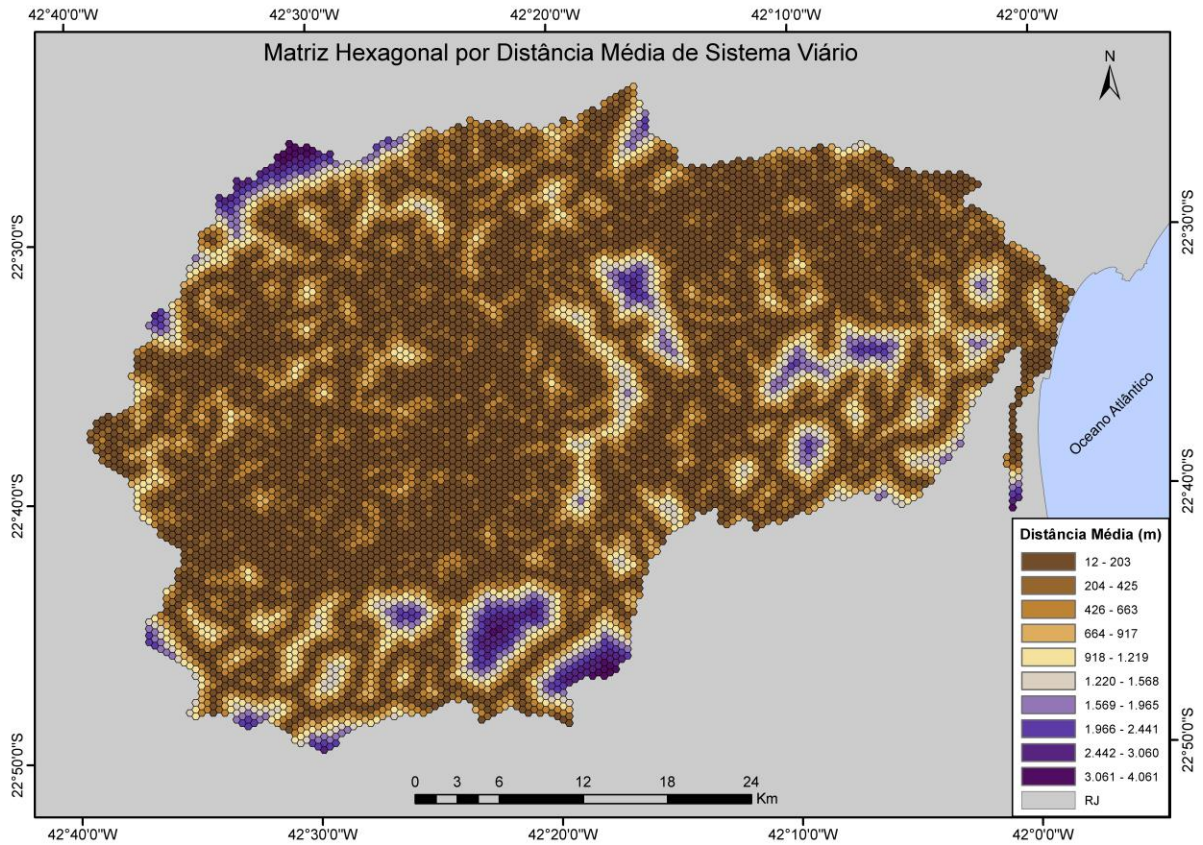 42°40'0"W 42°30'0"W 42°20'0"W 42°10'0"W 42°0'0"W
Matriz Hexagonal por Distância Média de Sistema Viário
N
22°30'0"S
22°30'0"S
Oceano Atlântico
22°40'0"S
22°40'0"S
Distância Média (m)
12 - 203
204 - 425
426 - 663
664 - 917
918 - 1.219
1.220 - 1.568
1.569 - 1.965
1.966 - 2.441
2.442 - 3.060
3.061 - 4.061
RJ
22°50'0"S
22°50'0"S
0 3 6 12 18 24
Km
42°40'0"W 42°30'0"W 42°20'0"W 42°10'0"W 42°0'0"W